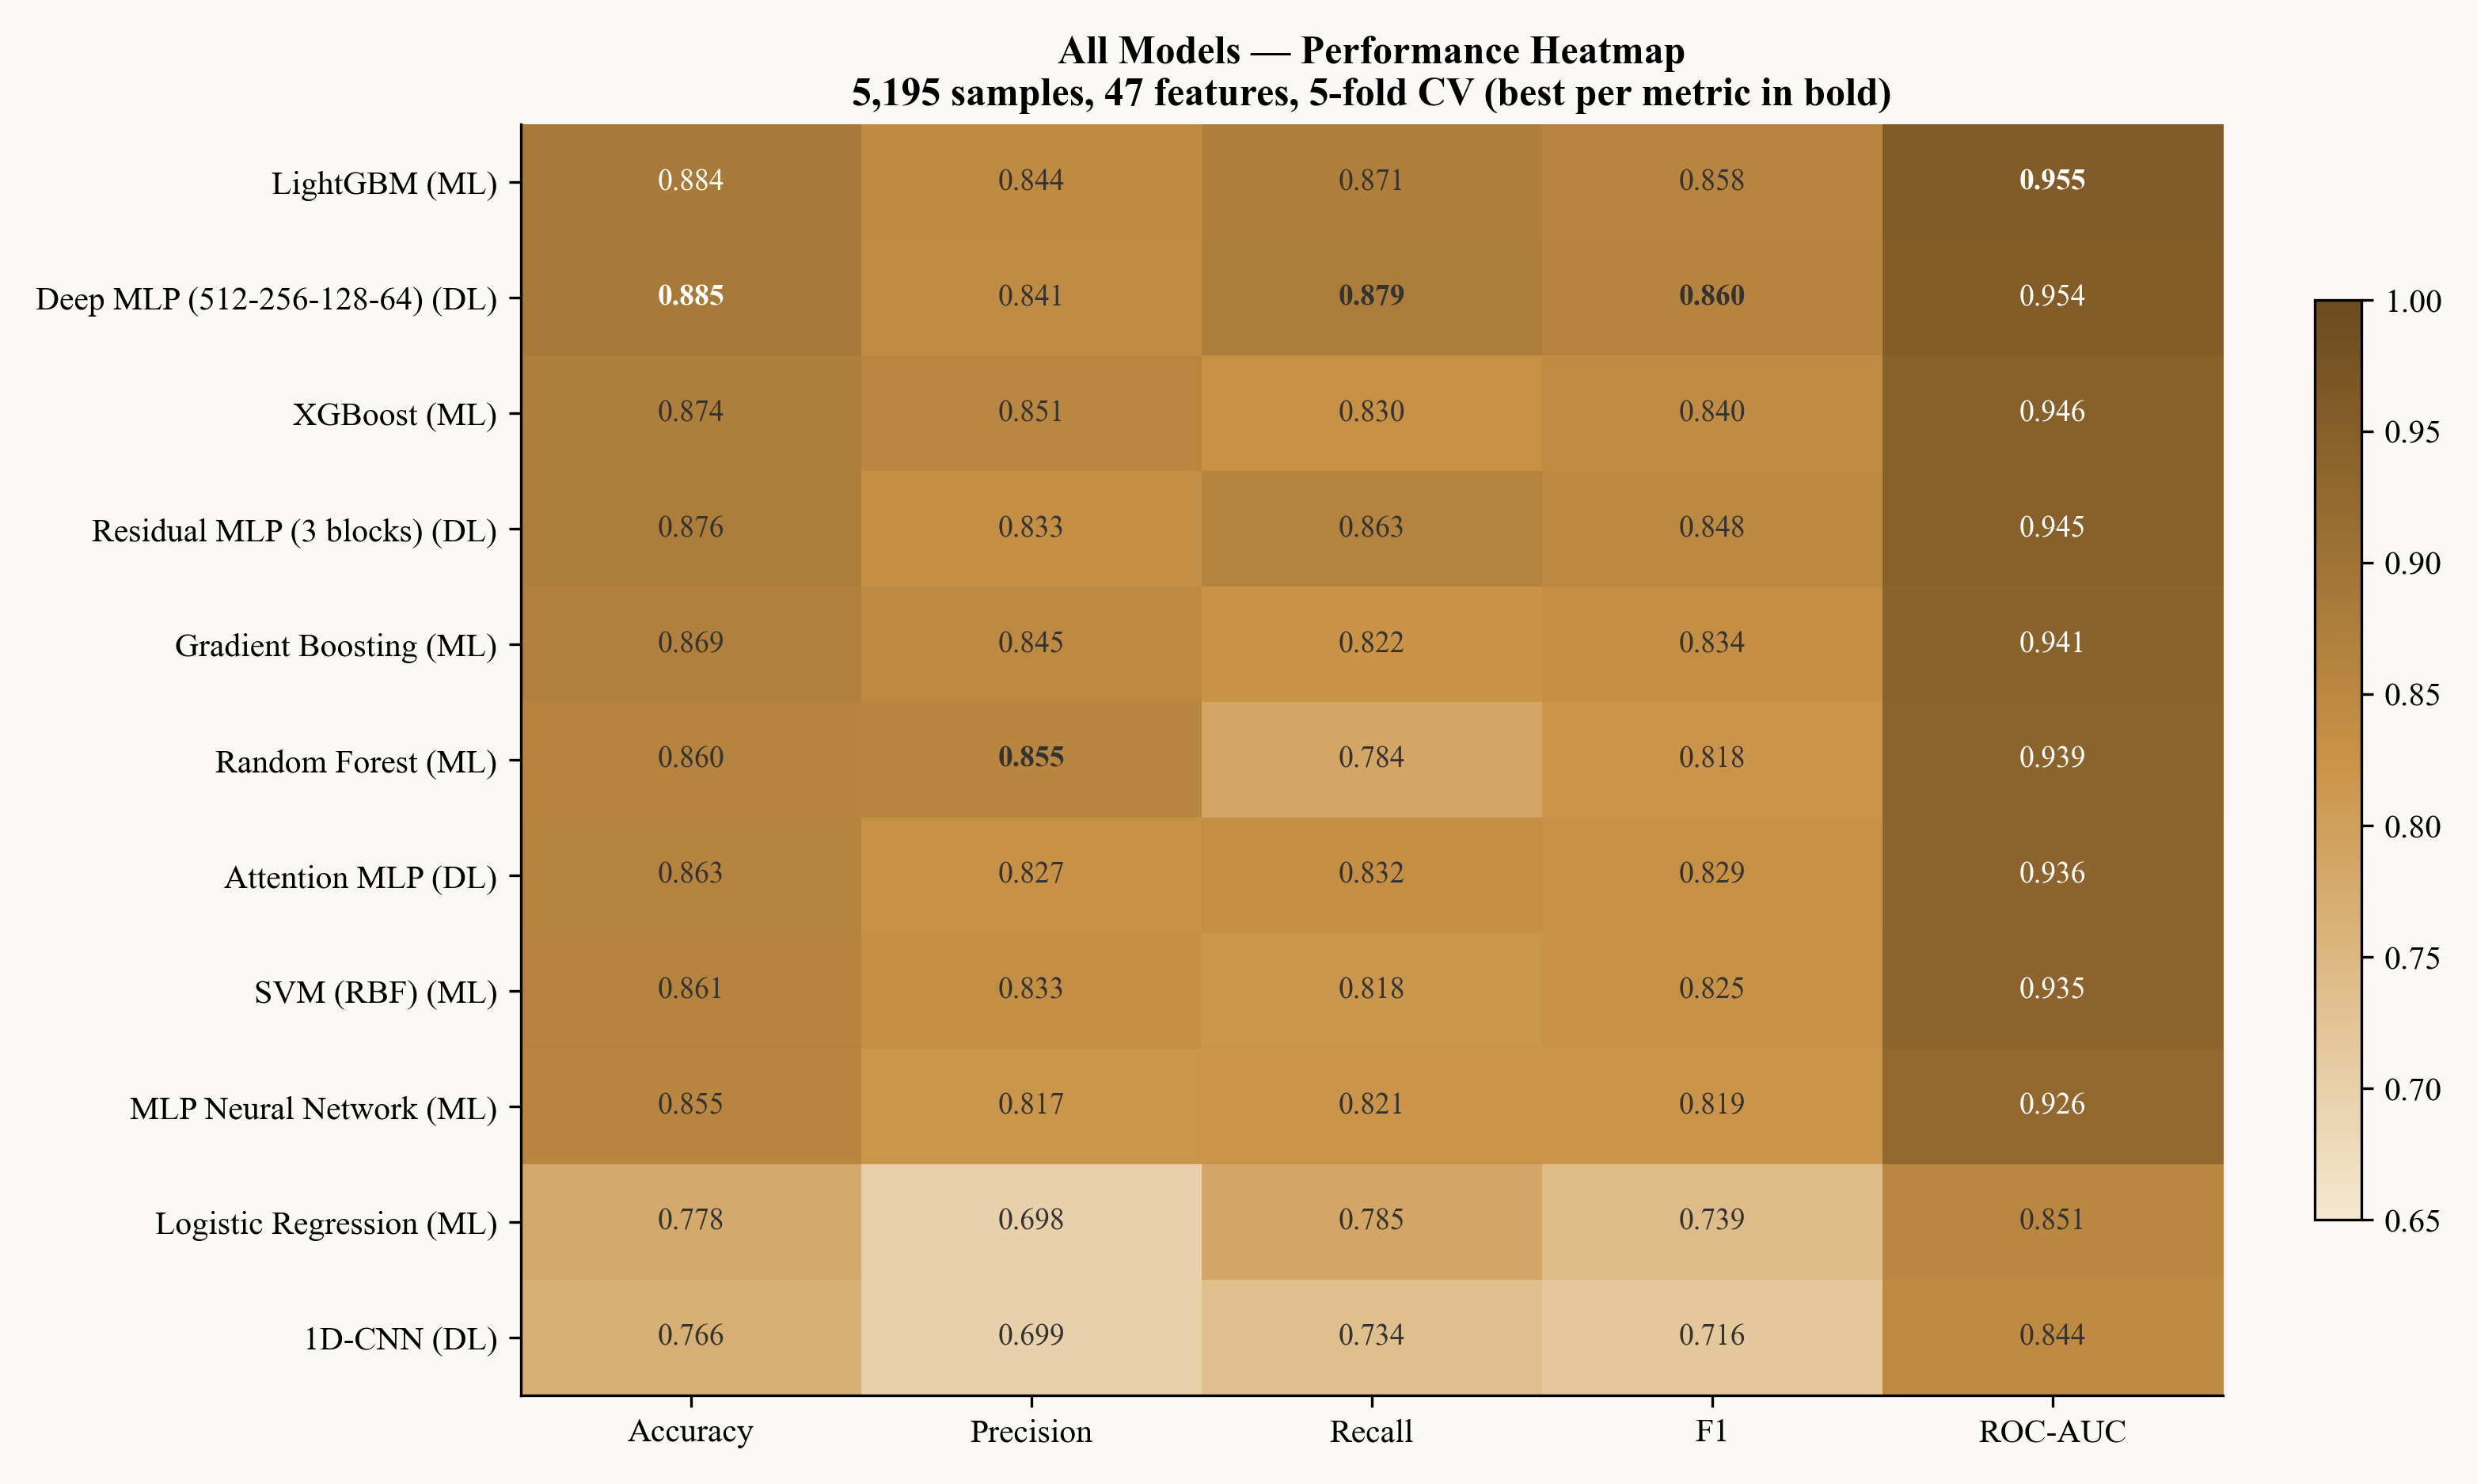 All Models — Performance Heatmap
5,195 samples, 47 features, 5-fold CV (best per metric in bold)
LightGBM (ML) 0.884 0.844 0.871 0.858 0.955
Deep MLP (512-256-128-64) (DL) 0.885 0.841 0.879 0.860 0.954
XGBoost (ML) 0.874 0.851 0.830 0.840 0.946
Residual MLP (3 blocks) (DL) 0.876 0.833 0.863 0.848 0.945
Gradient Boosting (ML) 0.869 0.845 0.822 0.834 0.941
Random Forest (ML) 0.860 0.855 0.784 0.818 0.939
Attention MLP (DL) 0.863 0.827 0.832 0.829 0.936
SVM (RBF) (ML) 0.861 0.833 0.818 0.825 0.935
MLP Neural Network (ML) 0.855 0.817 0.821 0.819 0.926
Logistic Regression (ML) 0.778 0.698 0.785 0.739 0.851
1D-CNN (DL) 0.766 0.699 0.734 0.716 0.844
Accuracy Precision Recall F1 ROC-AUC
1.00
0.95
0.90
0.85
0.80
0.75
0.70
0.65